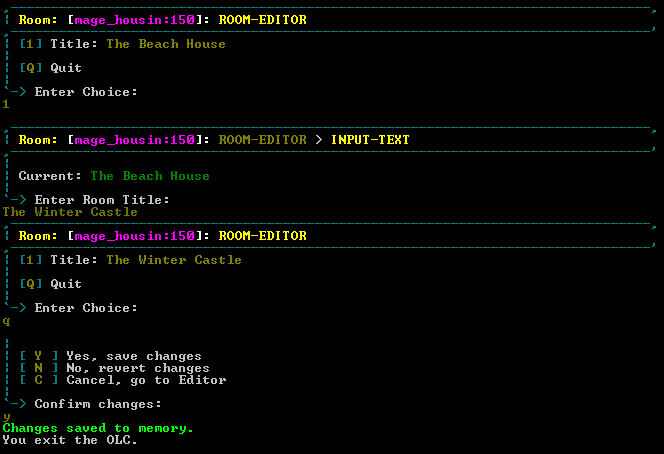 Room: [mage_housin:150]: ROOM-EDITOR
[1] Title: The Beach House
[Q] Quit
-> Enter Choice:
1
Room: [mage_housin:150]: ROOM-EDITOR > INPUT-TEXT
Current: The Beach House
-> Enter Room Title:
The Winter Castle
Room: [mage_housin:150]: ROOM-EDITOR
[1] Title: The Winter Castle
[Q] Quit
-> Enter Choice:
q
[ Y ] Yes, save changes
[ N ] No, revert changes
[ C ] Cancel, go to Editor
-> Confirm changes:
y
Changes saved to memory.
You exit the OLC.